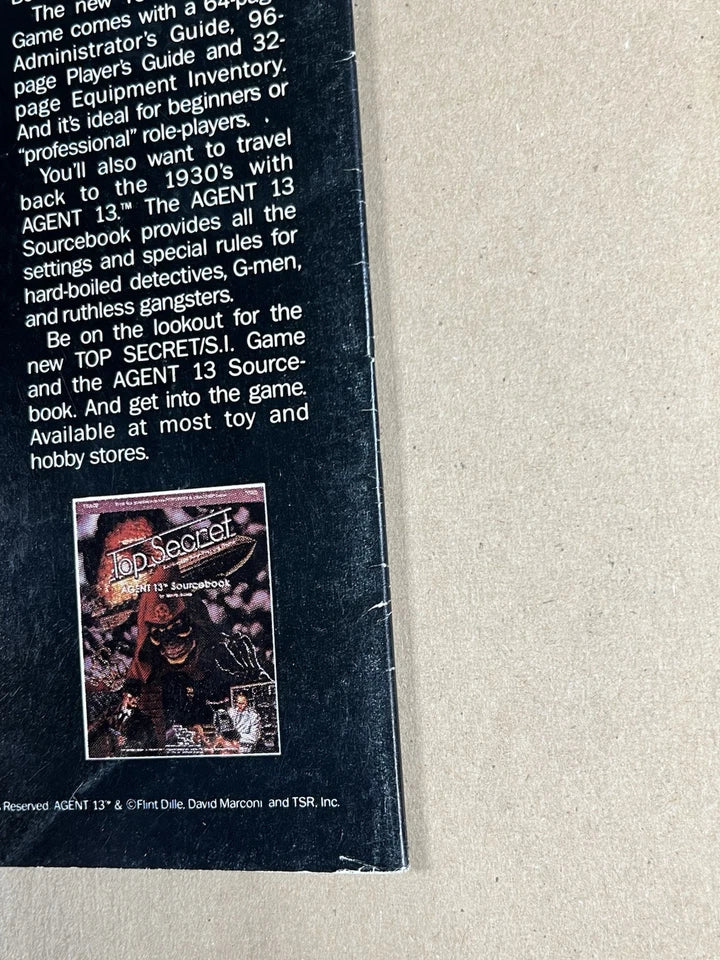 The new
Game comes with a 64-pag
Administrator's Guide, 96-
page Player's Guide and 32-
page Equipment Inventory.
And it's ideal for beginners or
"professional" role-players.
You'll also want to travel
back to the 1930's with
AGENT 13.™ The AGENT 13
Sourcebook provides all the
settings and special rules for
hard-boiled detectives, G-men,
and ruthless gangsters.
Be on the lookout for the
new TOP SECRET/S.I. Game
and the AGENT 13 Source-
book. And get into the game.
Available at most toy and
hobby stores.
Top Secret
AGENT 13™ Sourcebook
Reserved. AGENT 13™ & ©Flint Dille, David Marconi and TSR, Inc.